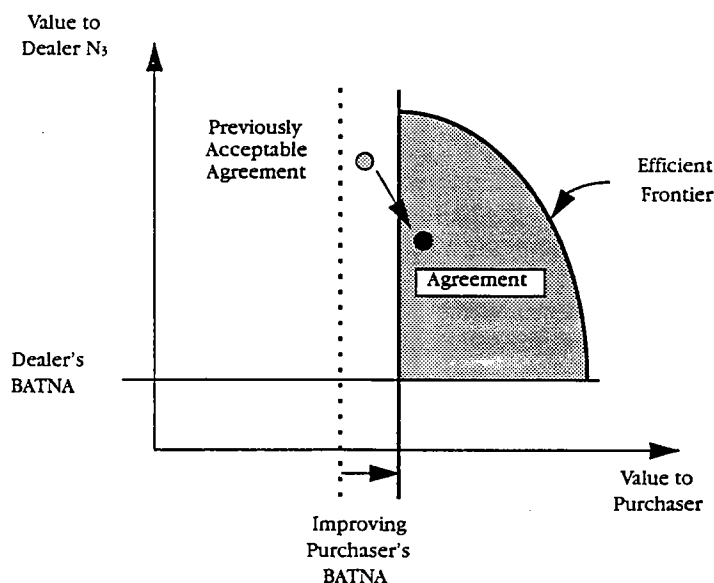 Value to
Dealer N₃
Previously
Acceptable
Agreement
Efficient
Frontier
Agreement
Dealer's
BATNA
Value to
Purchaser
Improving
Purchaser's
BATNA